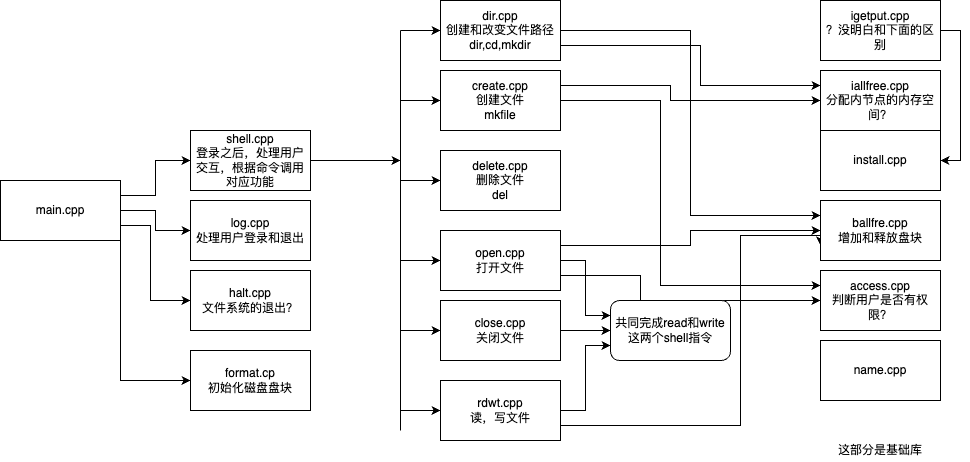 main.cpp
shell.cpp
登录之后，处理用户
交互，根据命令调用
对应功能
log.cpp
处理用户登录和退出
halt.cpp
文件系统的退出?
format.cp
初始化磁盘盘块
dir.cpp
创建和改变文件路径
dir,cd,mkdir
create.cpp
创建文件
mkfile
delete.cpp
删除文件
del
open.cpp
打开文件
close.cpp
关闭文件
rdwt.cpp
读，写文件
共同完成read和write
这两个shell指令
igetput.cpp
？没明白和下面的区
别
iallfree.cpp
分配内节点的内存空
间?
install.cpp
ballfre.cpp
增加和释放盘块
access.cpp
判断用户是否有权
限?
name.cpp
这部分是基础库